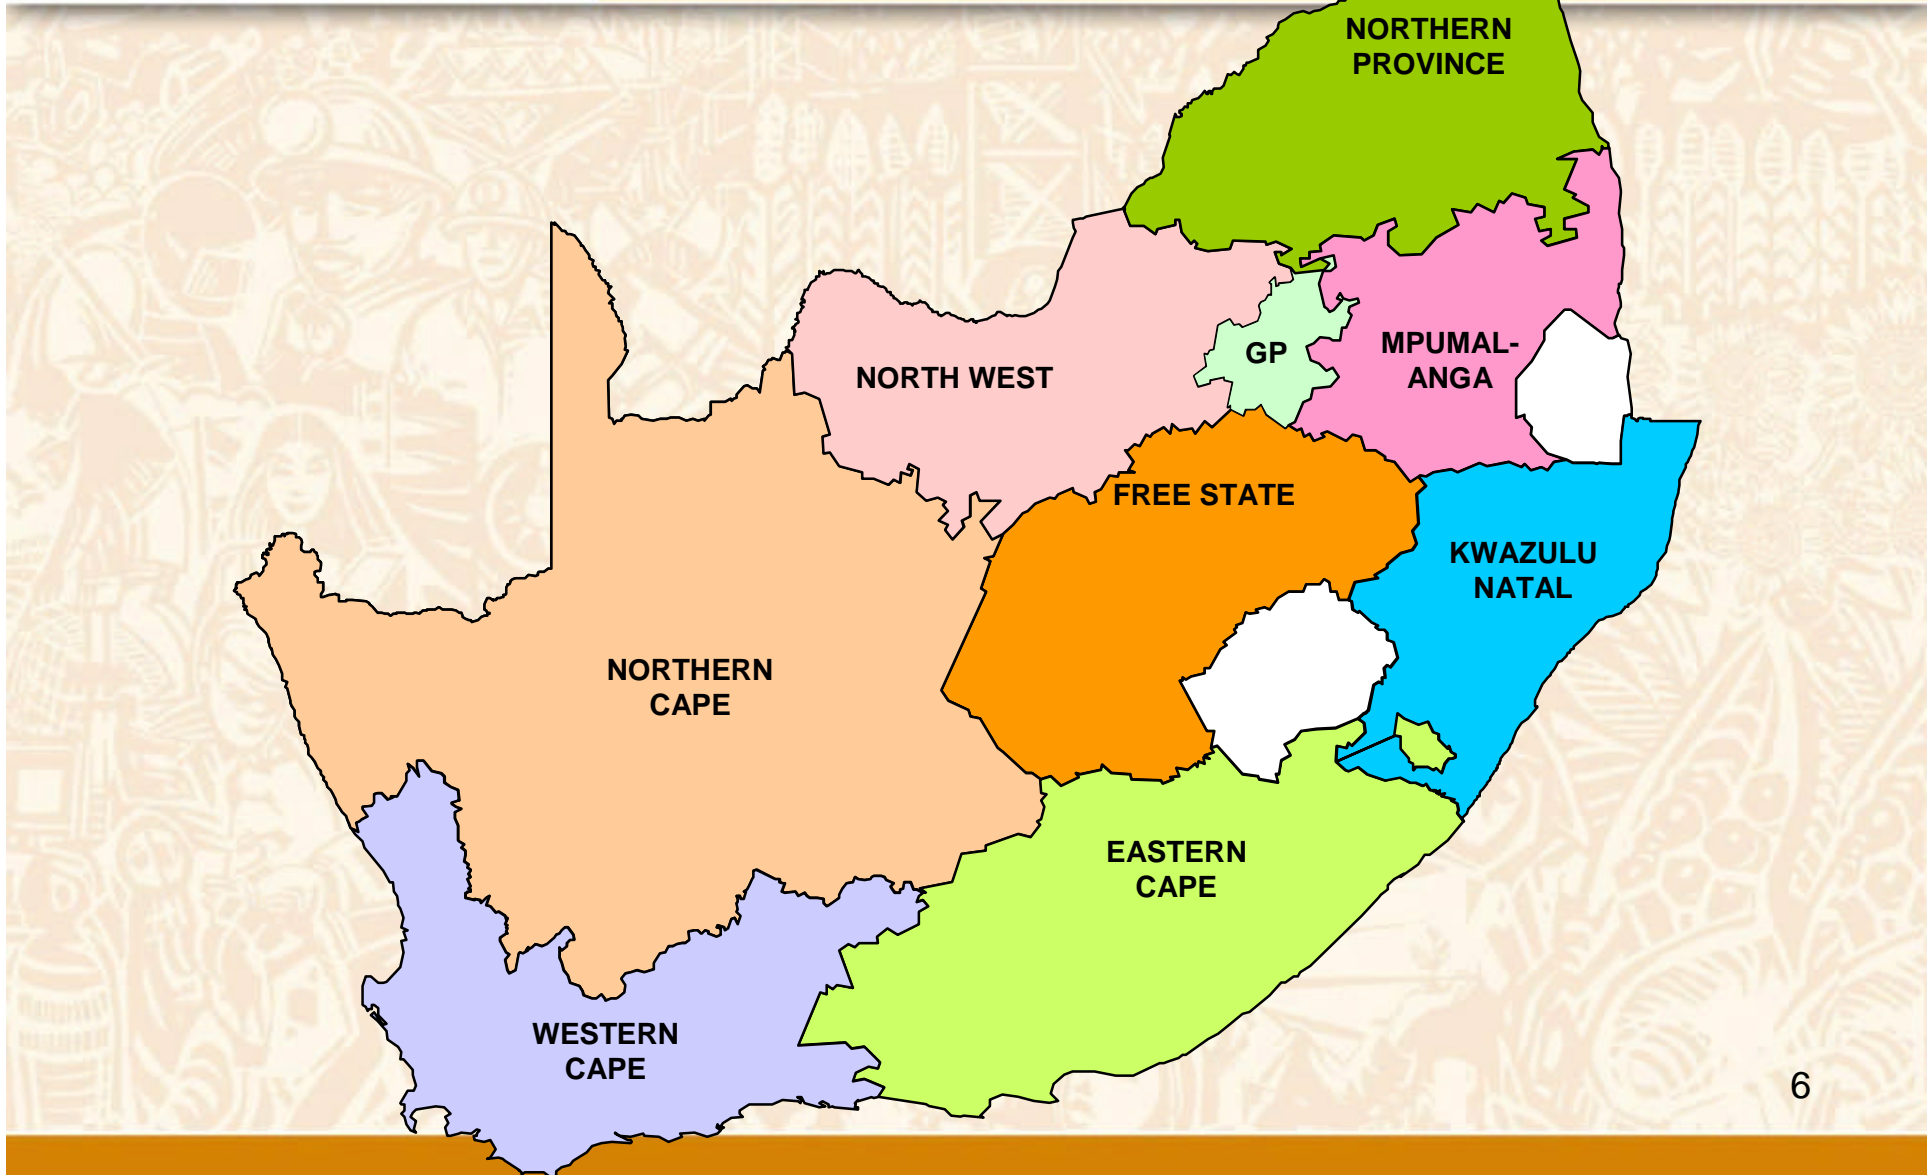 NORTHERN
PROVINCE
NORTH WEST
GP
MPUMAL-
ANGA
FREE STATE
KWAZULU
NATAL
NORTHERN
CAPE
EASTERN
CAPE
WESTERN
CAPE
6